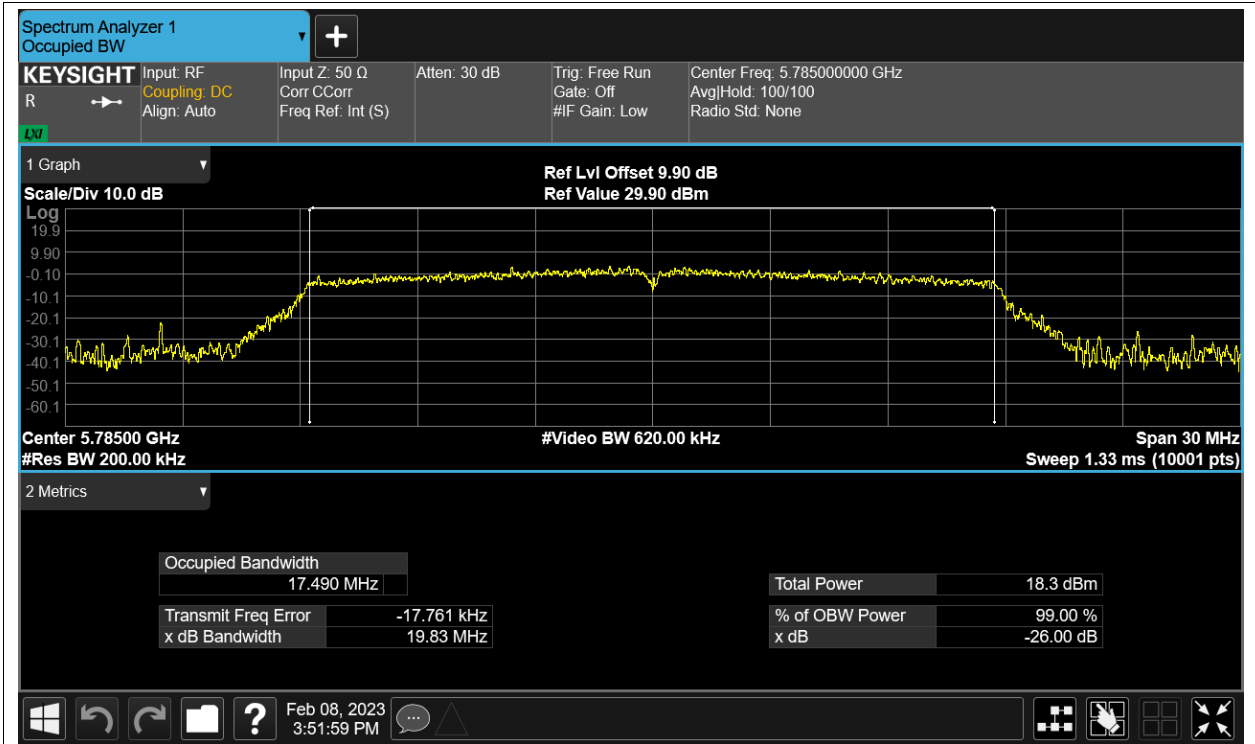 Spectrum Analyzer 1
Occupied BW
KEYSIGHT
R
LXI
Input: RF
Coupling: DC
Align: Auto
Input Z: 50 Ω
Corr CCorr
Freq Ref: Int (S)
Atten: 30 dB
Trig: Free Run
Gate: Off
#IF Gain: Low
Center Freq: 5.785000000 GHz
Avg|Hold: 100/100
Radio Std: None
1 Graph
Scale/Div 10.0 dB
Ref Lvl Offset 9.90 dB
Ref Value 29.90 dBm
Log
19.9
9.90
-0.10
-10.1
-20.1
-30.1
-40.1
-50.1
-60.1
Center 5.78500 GHz
#Video BW 620.00 kHz
Span 30 MHz
#Res BW 200.00 kHz
Sweep 1.33 ms (10001 pts)
2 Metrics
Occupied Bandwidth
17.490 MHz
Total Power 18.3 dBm
Transmit Freq Error -17.761 kHz
% of OBW Power 99.00 %
x dB Bandwidth 19.83 MHz
x dB -26.00 dB
?
Feb 08, 2023
3:51:59 PM